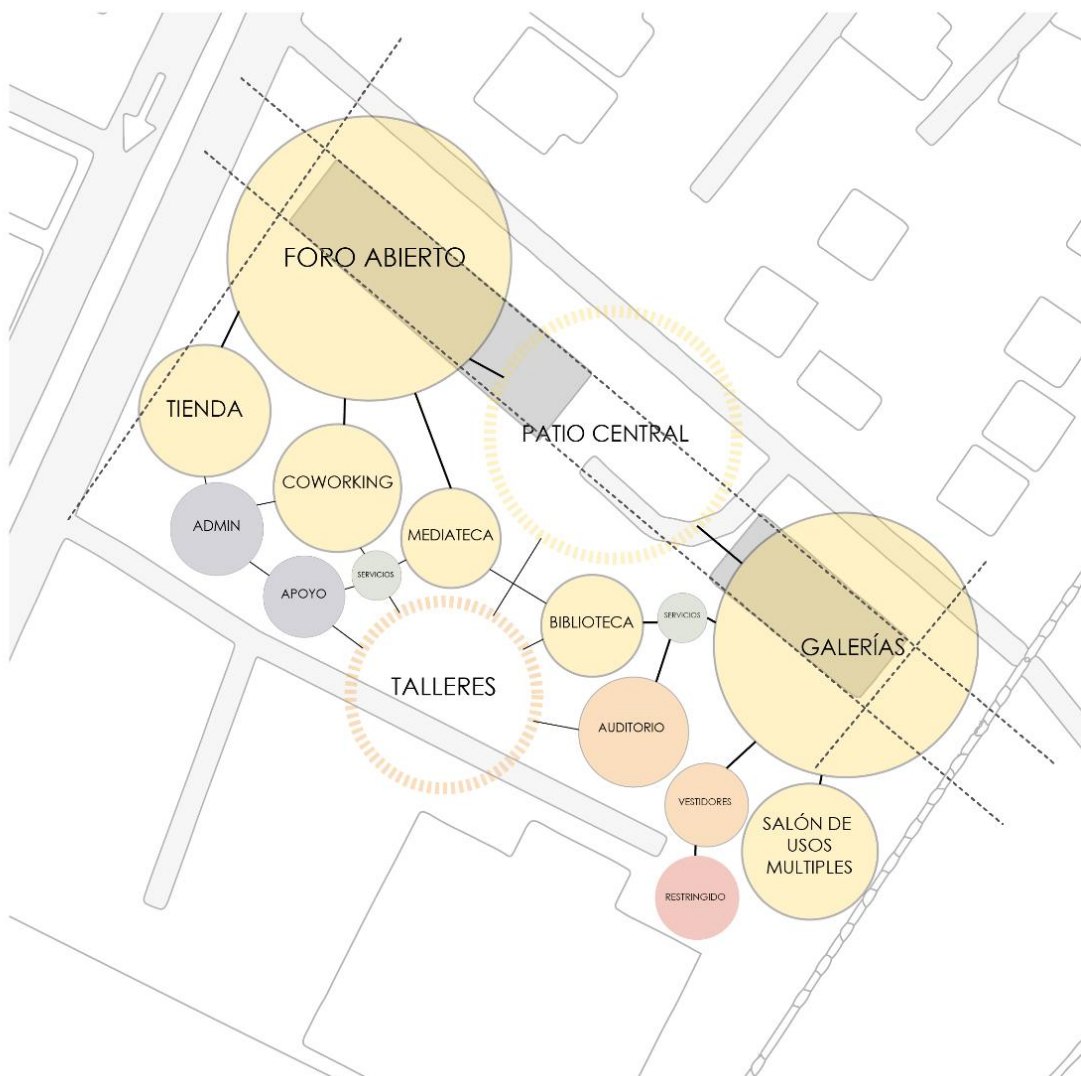 FORO ABIERTO
TIENDA
PATIO CENTRAL
COWORKING
ADMIN
MEDIATECA
SERVICIOS
APOYO
BIBLIOTECA
SERVICIOS
GALERÍAS
TALLERES
AUDITORIO
VESTIDORES
SALÓN DE
USOS
MULTIPLES
RESTRINGIDO